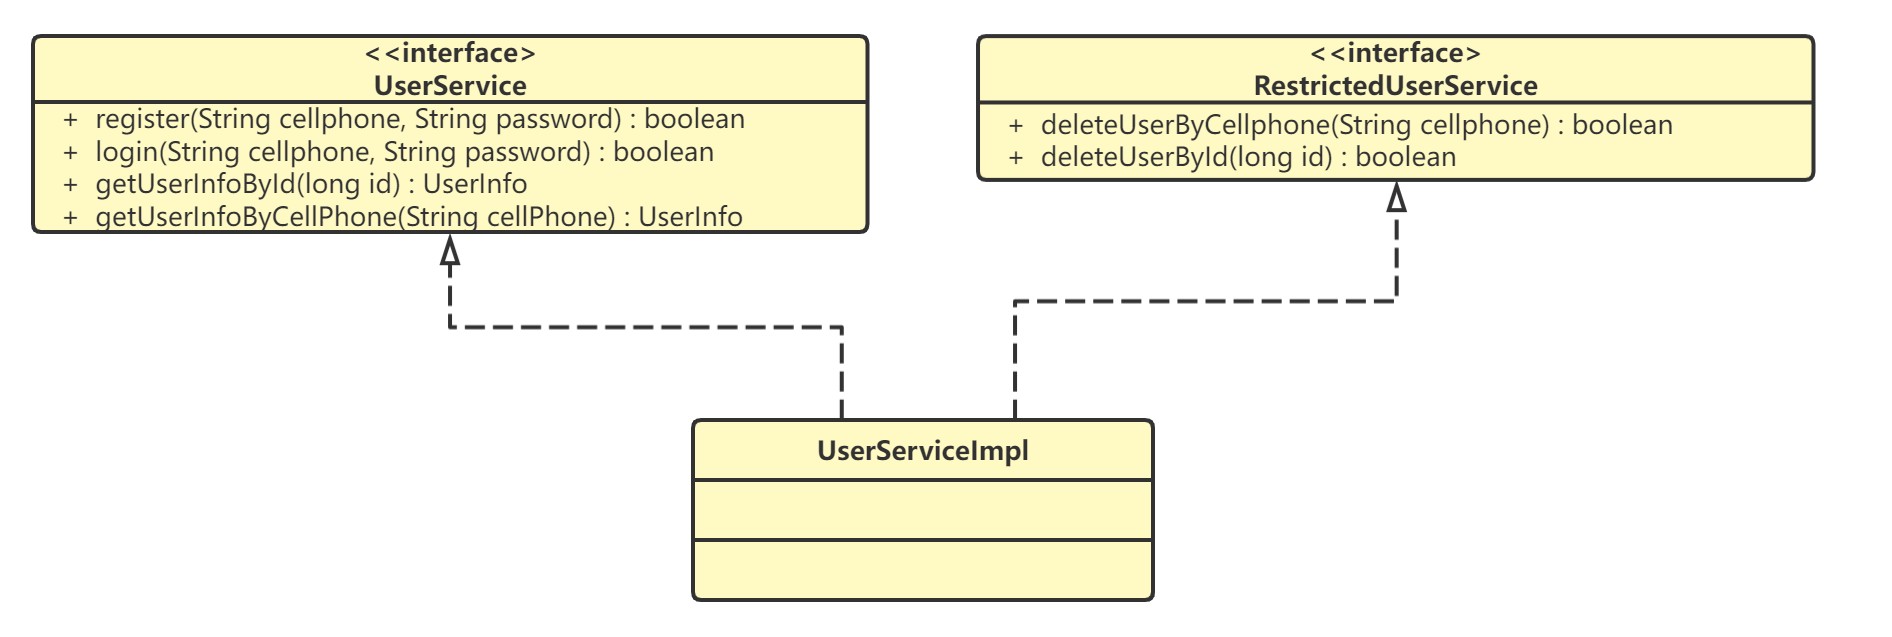 <<interface>
UserService
+ register(String cellphone, String password) : boolean
+ login(String cellphone, String password) : boolean
+ getUserInfoById(long id) : UserInfo
+ getUserInfoByCellPhone(String cellPhone) : UserInfo
<<interface>
RestrictedUserService
+ deleteUserByCellphone(String cellphone) : boolean
+ deleteUserById(long id) : boolean
UserServiceImpl